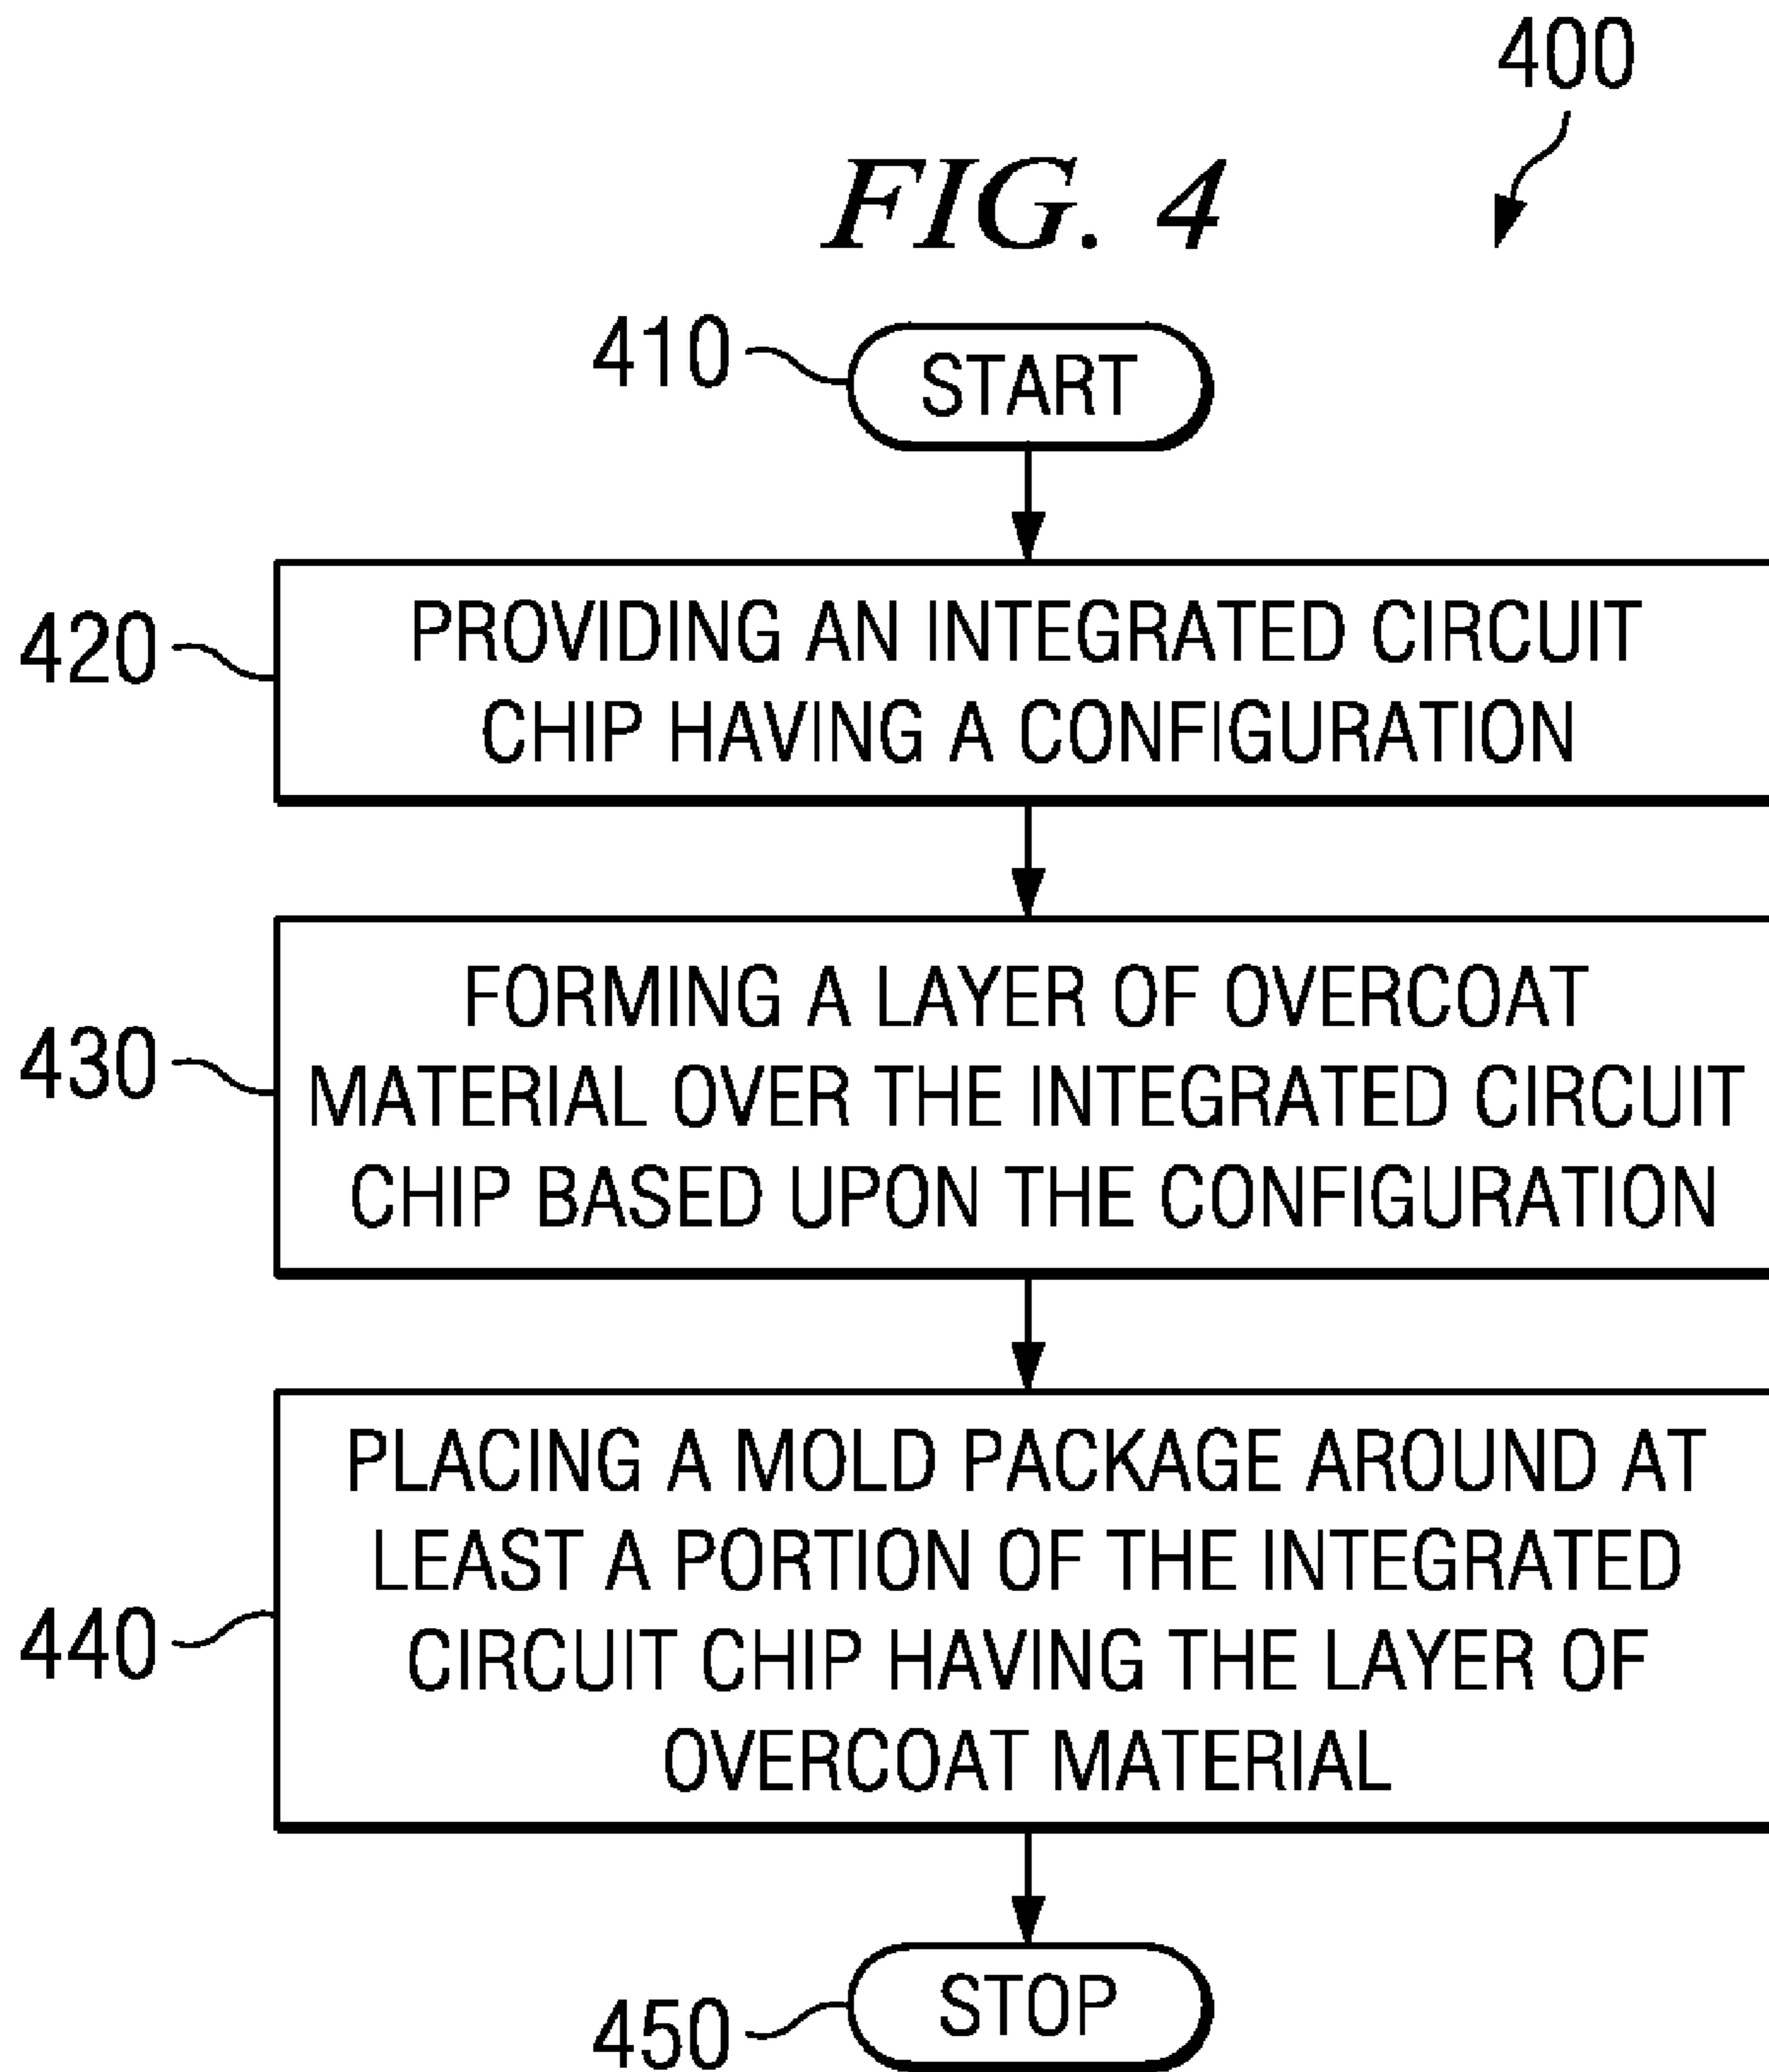 400
FIG. 4
410
START
420
PROVIDING AN INTEGRATED CIRCUIT
CHIP HAVING A CONFIGURATION
430
FORMING A LAYER OF OVERCOAT
MATERIAL OVER THE INTEGRATED CIRCUIT
CHIP BASED UPON THE CONFIGURATION
440
PLACING A MOLD PACKAGE AROUND AT
LEAST A PORTION OF THE INTEGRATED
CIRCUIT CHIP HAVING THE LAYER OF
OVERCOAT MATERIAL
450
STOP